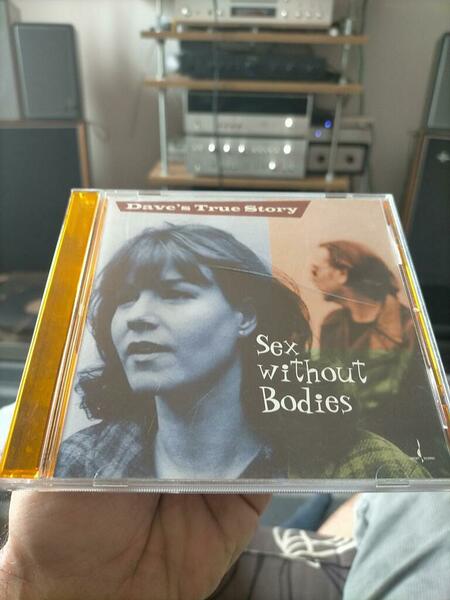 Dave's True Story
Sex
without
Bodies